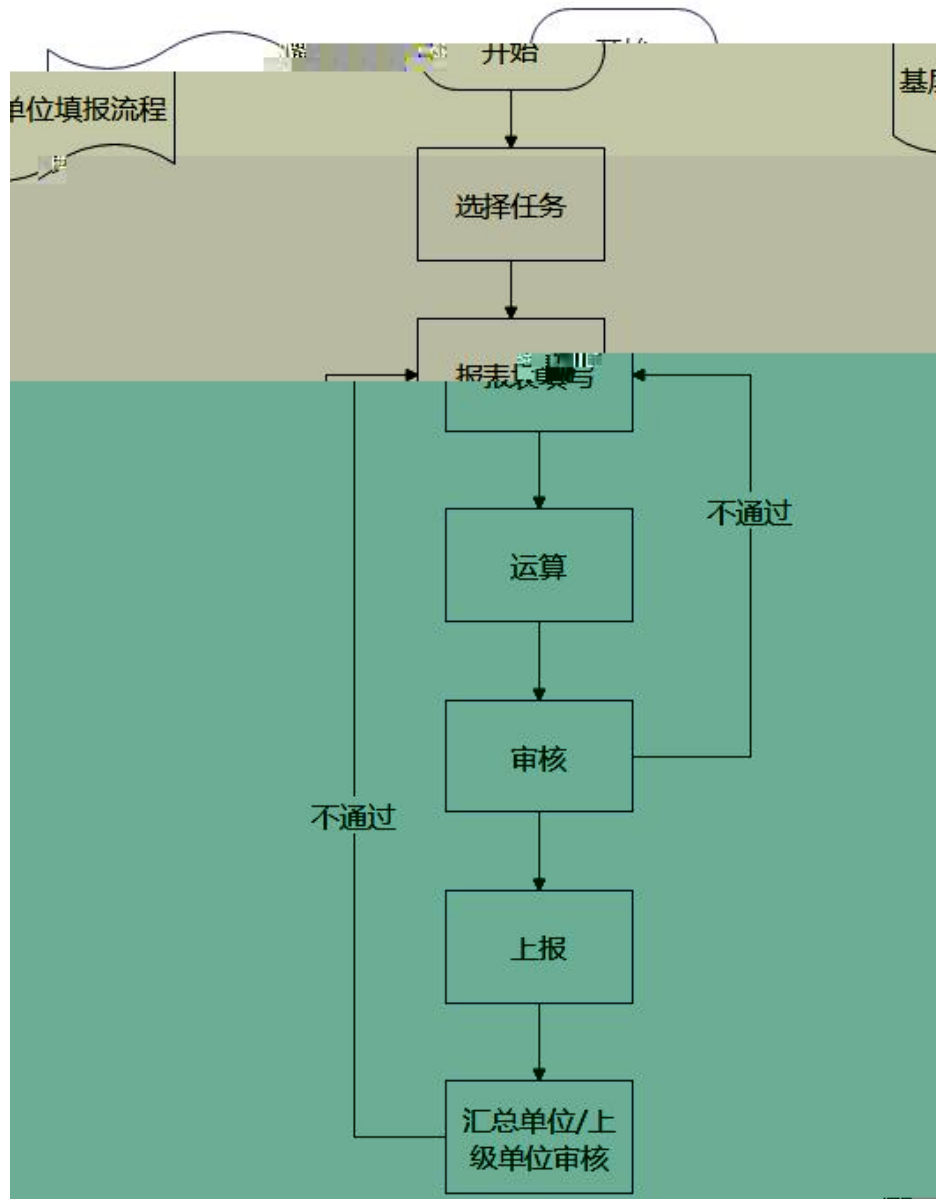 开始
单位填报流程
选择任务
运算
不通过
审核
不通过
上报
汇总单位/上
级单位审核